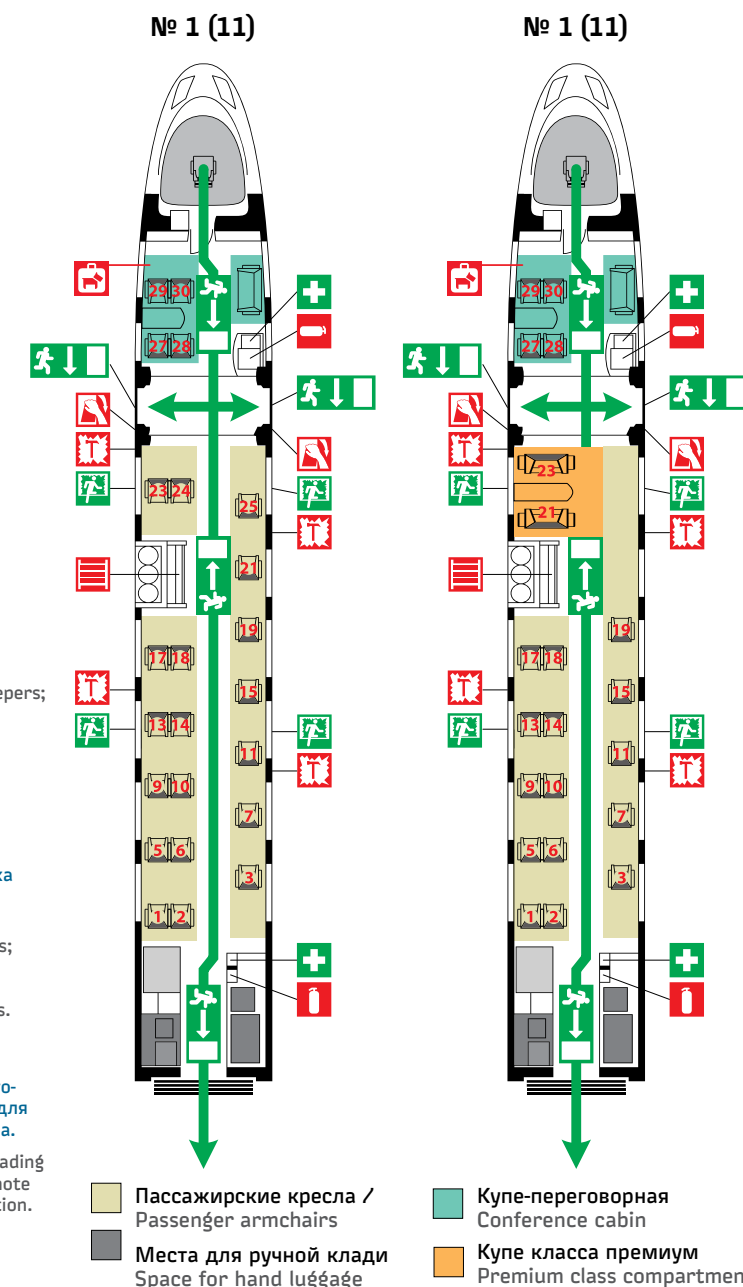 № 1 (11)
29 30
27 28
23 24
25
21
19
17 18
15
13 14
11
9 10
7
5 6
3
1 2
T
T
T
T
№ 1 (11)
29 30
27 28
23
21
19
17 18
15
13 14
11
9 10
7
5 6
3
1 2
T
T
T
T
epers;
ка
s;
s.
о-
для
а.
ading
note
tion.
Пассажирские кресла /
Passenger armchairs
Места для ручной клади
Space for hand luggage
Купе-переговорная
Conference cabin
Купе класса премиум
Premium class compartmen